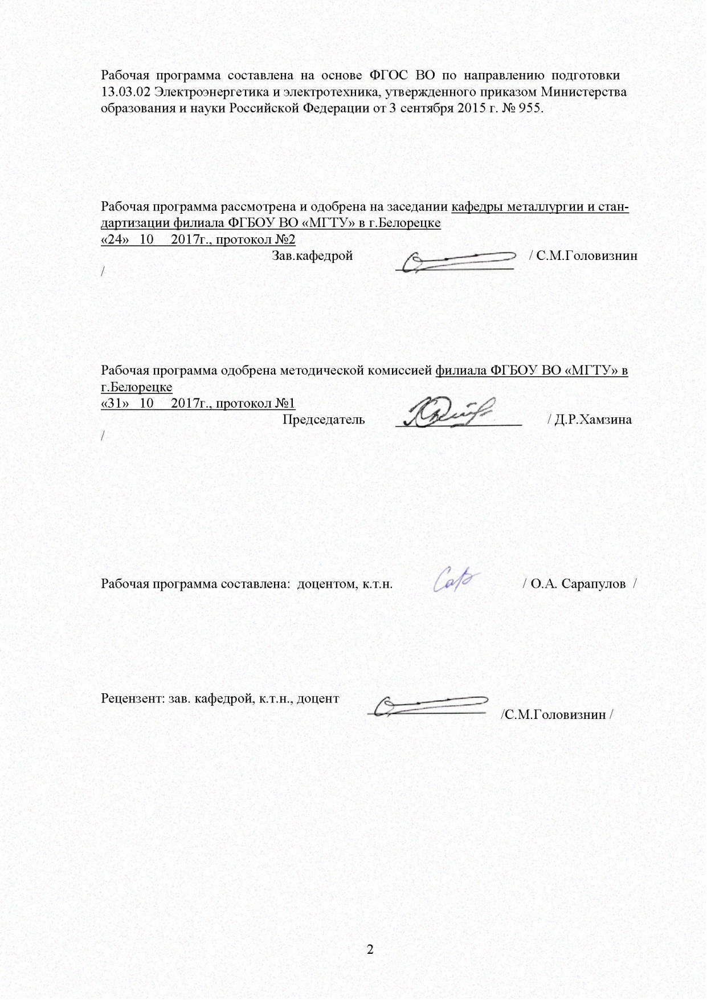 Рабочая программа составлена на основе ФГОС ВО по направлению подготовки
13.03.02 Электроэнергетика и электротехника, утвержденного приказом Министерства
образования и науки Российской Федерации от 3 сентября 2015 г. № 955.
Рабочая программа рассмотрена и одобрена на заседании кафедры металлургии и стан-
дартизации филиала ФГБОУ ВО «МГТУ» в г.Белорецке
«24» 10 2017г., протокол №2
Зав.кафедрой / С.М.Головизнин
/
Рабочая программа одобрена методической комиссией филиала ФГБОУ ВО «МГТУ» в
г.Белорецке
«31» 10 2017г., протокол №1
Председатель / Д.Р.Хамзина
/
Рабочая программа составлена: доцентом, к.т.н. / О.А. Сарапулов /
Рецензент: зав. кафедрой, к.т.н., доцент
/С.М.Головизнин /
2